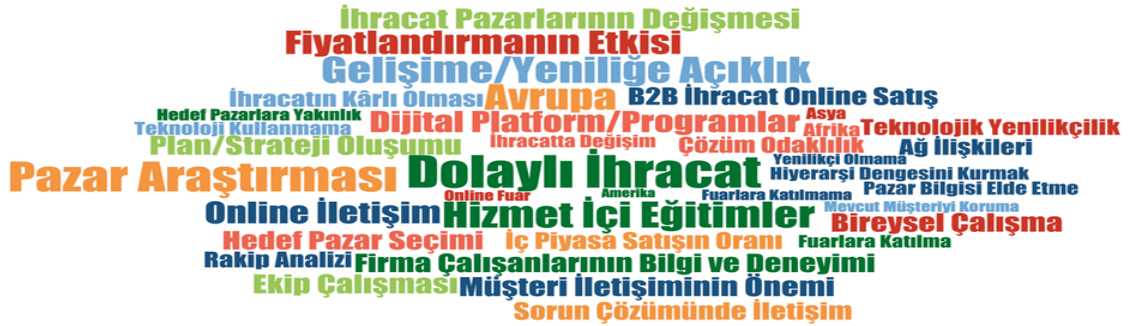 İhracat Pazarlarının Değişmesi
Fiyatlandırmanın Etkisi
Gelişime/Yeniliğe Açıklık
İhracatın Kârlı Olması
Avrupa
B2B İhracat Online Satış
Hedef Pazarlara Yakınlık
Teknoloji Kullanmama
Dijital Platform/Programlar
Asya
Afrika
Teknolojik Yenilikçilik
Plan/Strateji Oluşumu
İhracatta Değişim
Çözüm Odaklılık
Ağ İlişkileri
Pazar Araştırması
Dolaylı İhracat
Yenilikçi Olmama
Hiyerarşi Dengesini Kurmak
Pazar Bilgisi Elde Etme
Online Fuar
Amerika
Fuarlara Katılmama
Mevcut Müşteriyi Koruma
Online İletişim
Hizmet İçi Eğitimler
Bireysel Çalışma
Hedef Pazar Seçimi
İç Piyasa Satışın Oranı
Fuarlara Katılma
Rakip Analizi
Firma Çalışanlarının Bilgi ve Deneyimi
Ekip Çalışması
Müşteri İletişiminin Önemi
Sorun Çözümünde İletişim